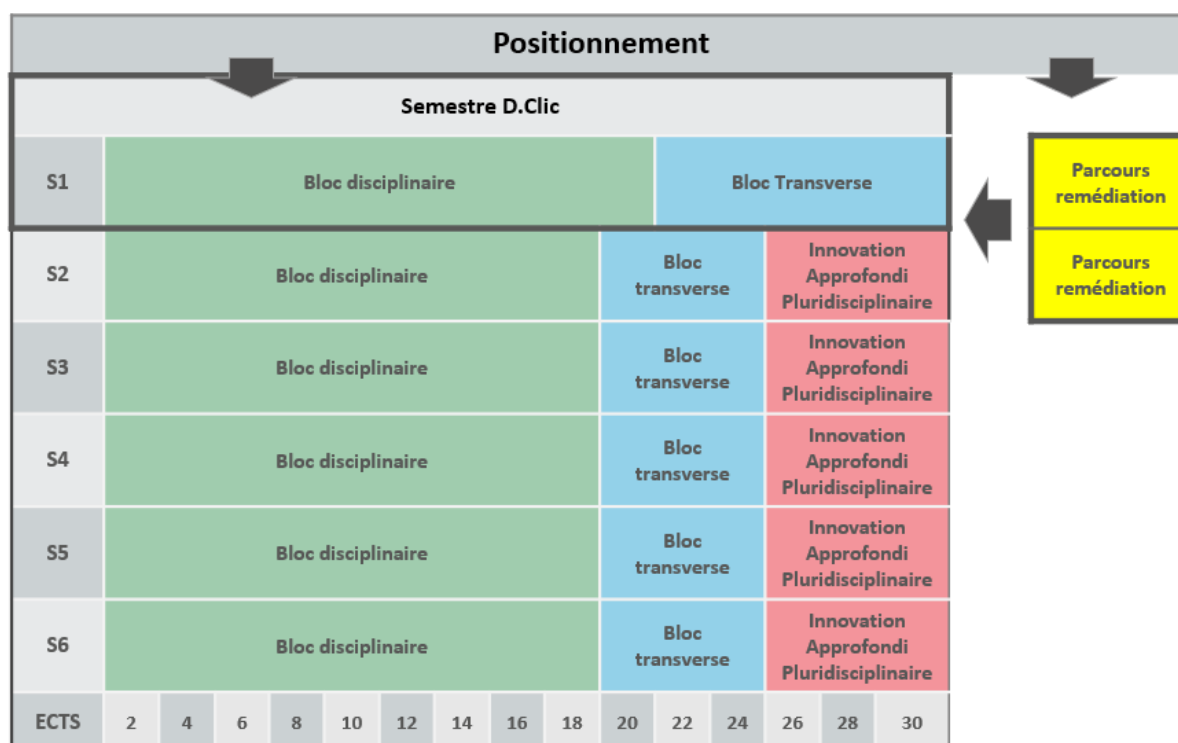 Positionnement
Semestre D.Clic
S1
Bloc disciplinaire
Bloc Transverse
Parcours
remédiation
S2
Bloc disciplinaire
Bloc
transverse
Innovation
Approfondi
Pluridisciplinaire
Parcours
remédiation
S3
Bloc disciplinaire
Bloc
transverse
Innovation
Approfondi
Pluridisciplinaire
S4
Bloc disciplinaire
Bloc
transverse
Innovation
Approfondi
Pluridisciplinaire
S5
Bloc disciplinaire
Bloc
transverse
Innovation
Approfondi
Pluridisciplinaire
S6
Bloc disciplinaire
Bloc
transverse
Innovation
Approfondi
Pluridisciplinaire
ECTS 2 4 6 8 10 12 14 16 18 20 22 24 26 28 30